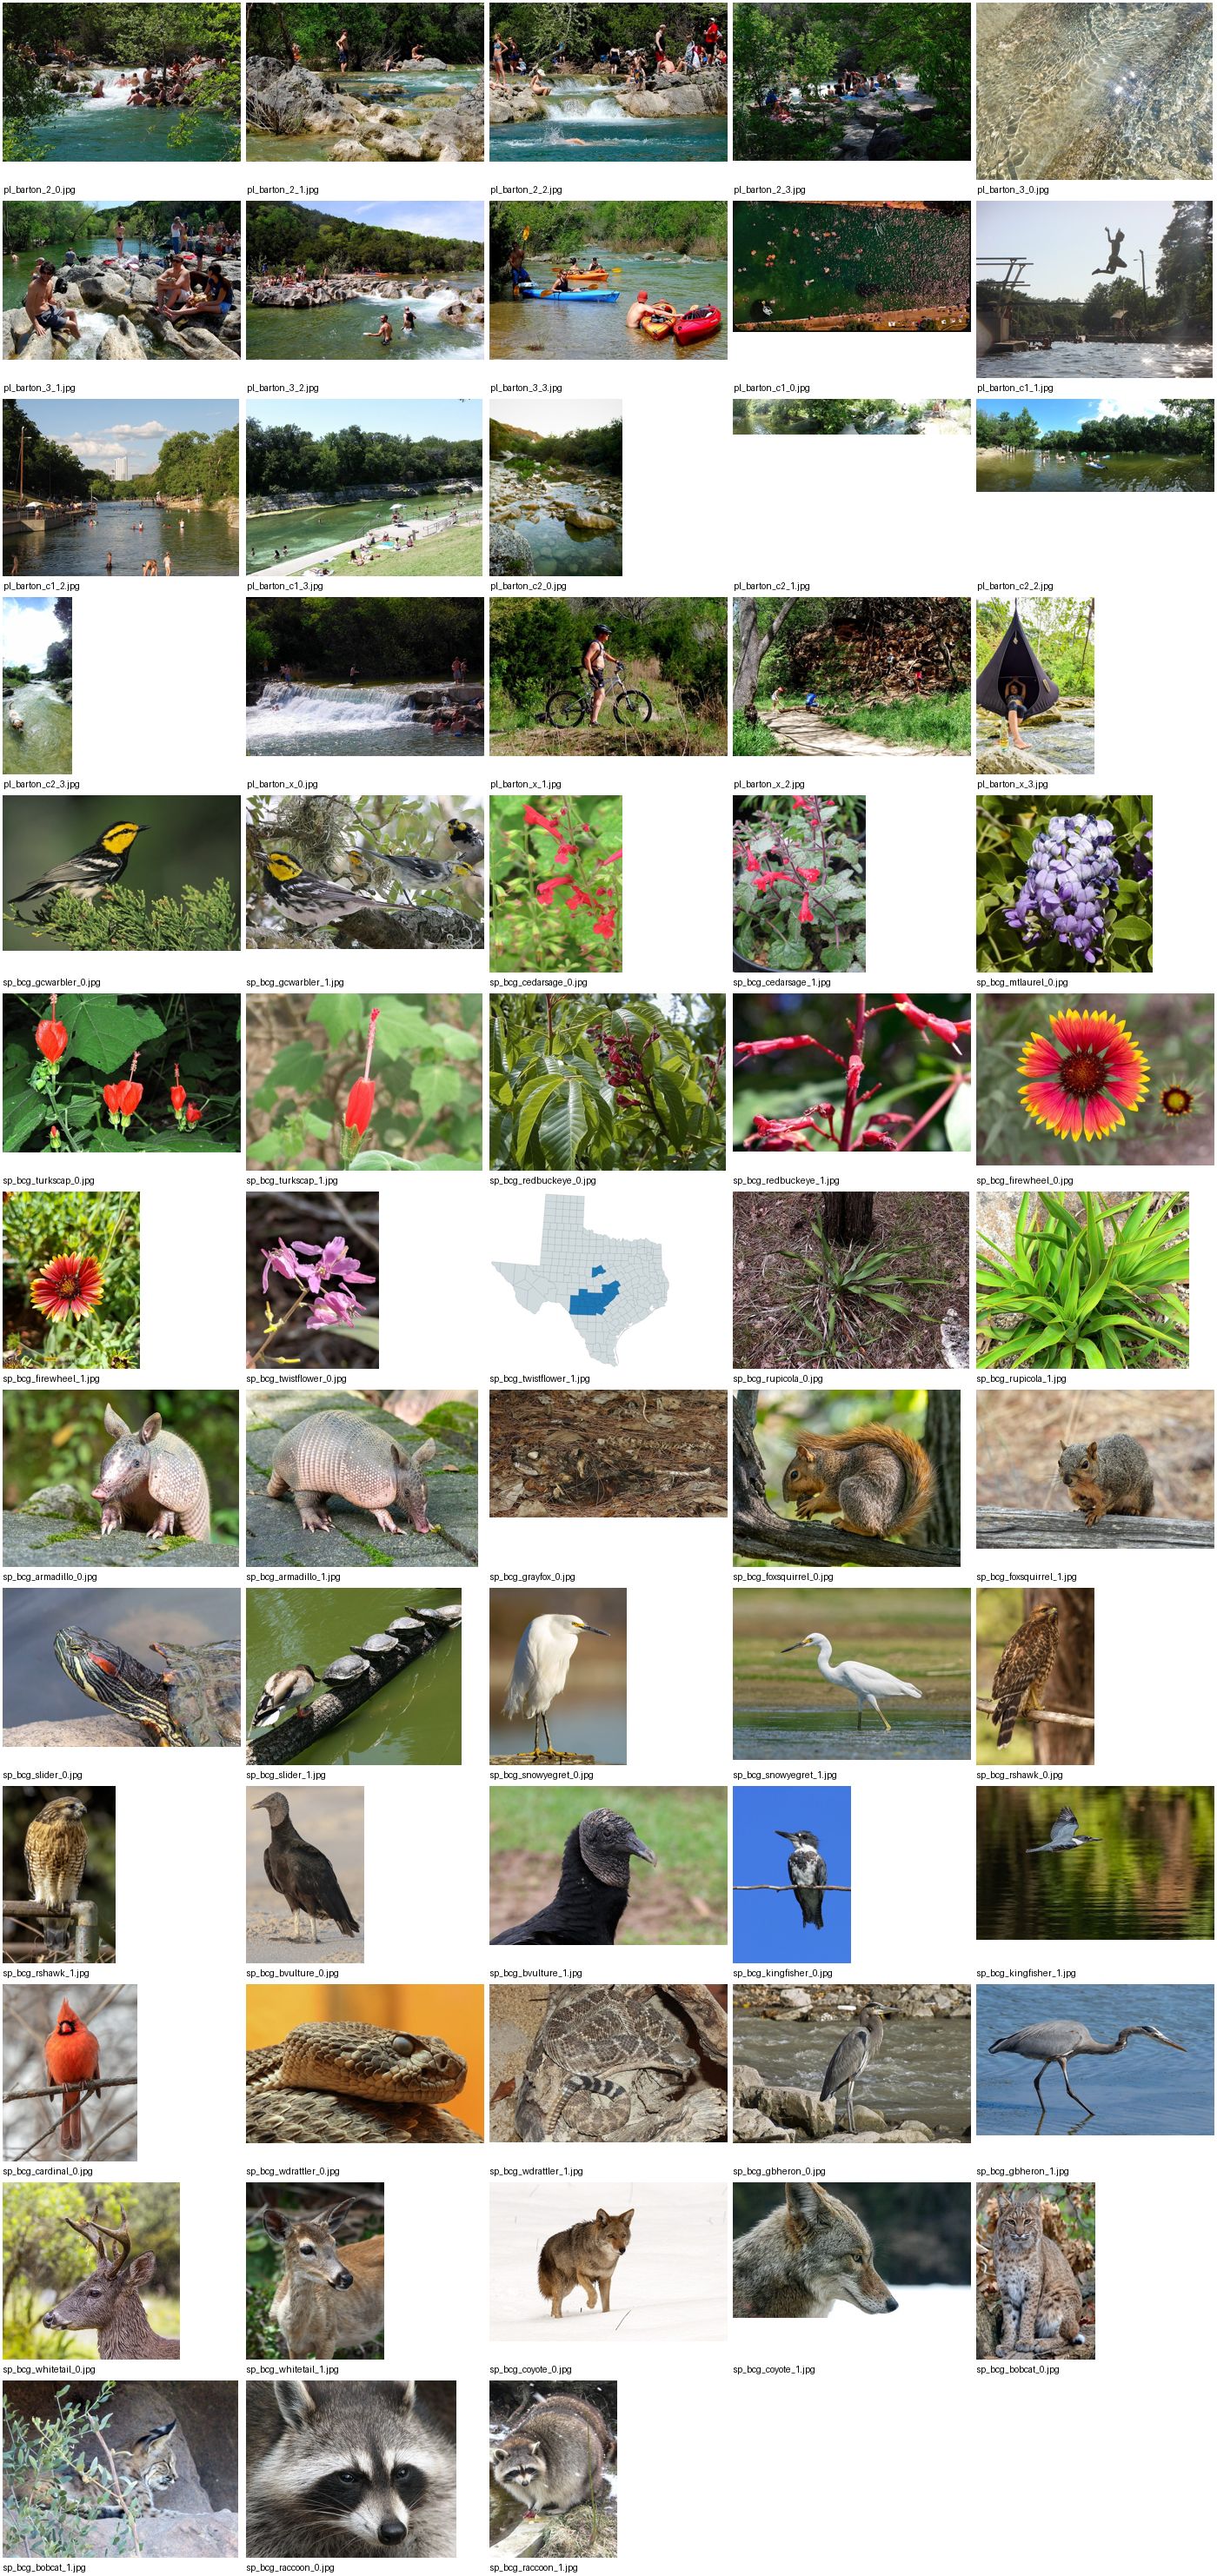 pl_barton_2_0.jpg
pl_barton_2_1.jpg
pl_barton_2_2.jpg
pl_barton_2_3.jpg
pl_barton_3_0.jpg
pl_barton_3_1.jpg
pl_barton_3_2.jpg
pl_barton_3_3.jpg
pl_barton_c1_0.jpg
pl_barton_c1_1.jpg
pl_barton_c1_2.jpg
pl_barton_c1_3.jpg
pl_barton_c2_0.jpg
pl_barton_c2_1.jpg
pl_barton_c2_2.jpg
pl_barton_c2_3.jpg
pl_barton_x_0.jpg
pl_barton_x_1.jpg
pl_barton_x_2.jpg
pl_barton_x_3.jpg
sp_bcg_gcwarbler_0.jpg
sp_bcg_gcwarbler_1.jpg
sp_bcg_cedarsage_0.jpg
sp_bcg_cedarsage_1.jpg
sp_bcg_mtlaurel_0.jpg
sp_bcg_turkscap_0.jpg
sp_bcg_turkscap_1.jpg
sp_bcg_redbuckeye_0.jpg
sp_bcg_redbuckeye_1.jpg
sp_bcg_firewheel_0.jpg
sp_bcg_firewheel_1.jpg
sp_bcg_twistflower_0.jpg
sp_bcg_twistflower_1.jpg
sp_bcg_rupicola_0.jpg
sp_bcg_rupicola_1.jpg
sp_bcg_armadillo_0.jpg
sp_bcg_armadillo_1.jpg
sp_bcg_grayfox_0.jpg
sp_bcg_foxsquirrel_0.jpg
sp_bcg_foxsquirrel_1.jpg
sp_bcg_slider_0.jpg
sp_bcg_slider_1.jpg
sp_bcg_snowyegret_0.jpg
sp_bcg_snowyegret_1.jpg
sp_bcg_rshawk_0.jpg
sp_bcg_rshawk_1.jpg
sp_bcg_bvulture_0.jpg
sp_bcg_bvulture_1.jpg
sp_bcg_kingfisher_0.jpg
sp_bcg_kingfisher_1.jpg
sp_bcg_cardinal_0.jpg
sp_bcg_wdrattler_0.jpg
sp_bcg_wdrattler_1.jpg
sp_bcg_gbheron_0.jpg
sp_bcg_gbheron_1.jpg
sp_bcg_whitetail_0.jpg
sp_bcg_whitetail_1.jpg
sp_bcg_coyote_0.jpg
sp_bcg_coyote_1.jpg
sp_bcg_bobcat_0.jpg
sp_bcg_bobcat_1.jpg
sp_bcg_raccoon_0.jpg
sp_bcg_raccoon_1.jpg